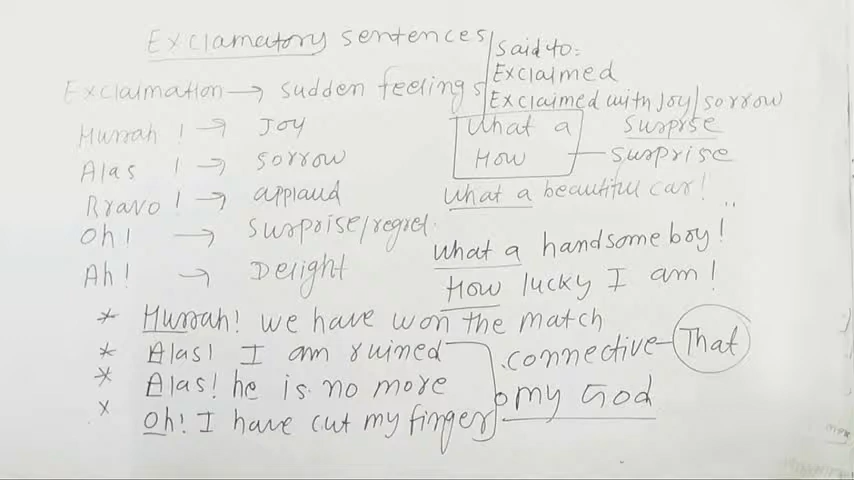 Exclamatory sentences
Said to:
Exclaimed
Exclaimed with Joy/sorrow
Exclaimation → sudden feelings
Hurrah ! → Joy
Alas ! → sorrow
Bravo ! → applaud
Oh! → Surprise/regret.
Ah! → Delight
What a surprse
How — surprise
What a beautiful car!
What a handsome boy!
How lucky I am!
* Hurrah! we have won the match
* Alas! I am ruined
* Alas! he is no more
x Oh! I have cut my finger
connective - That
o my God